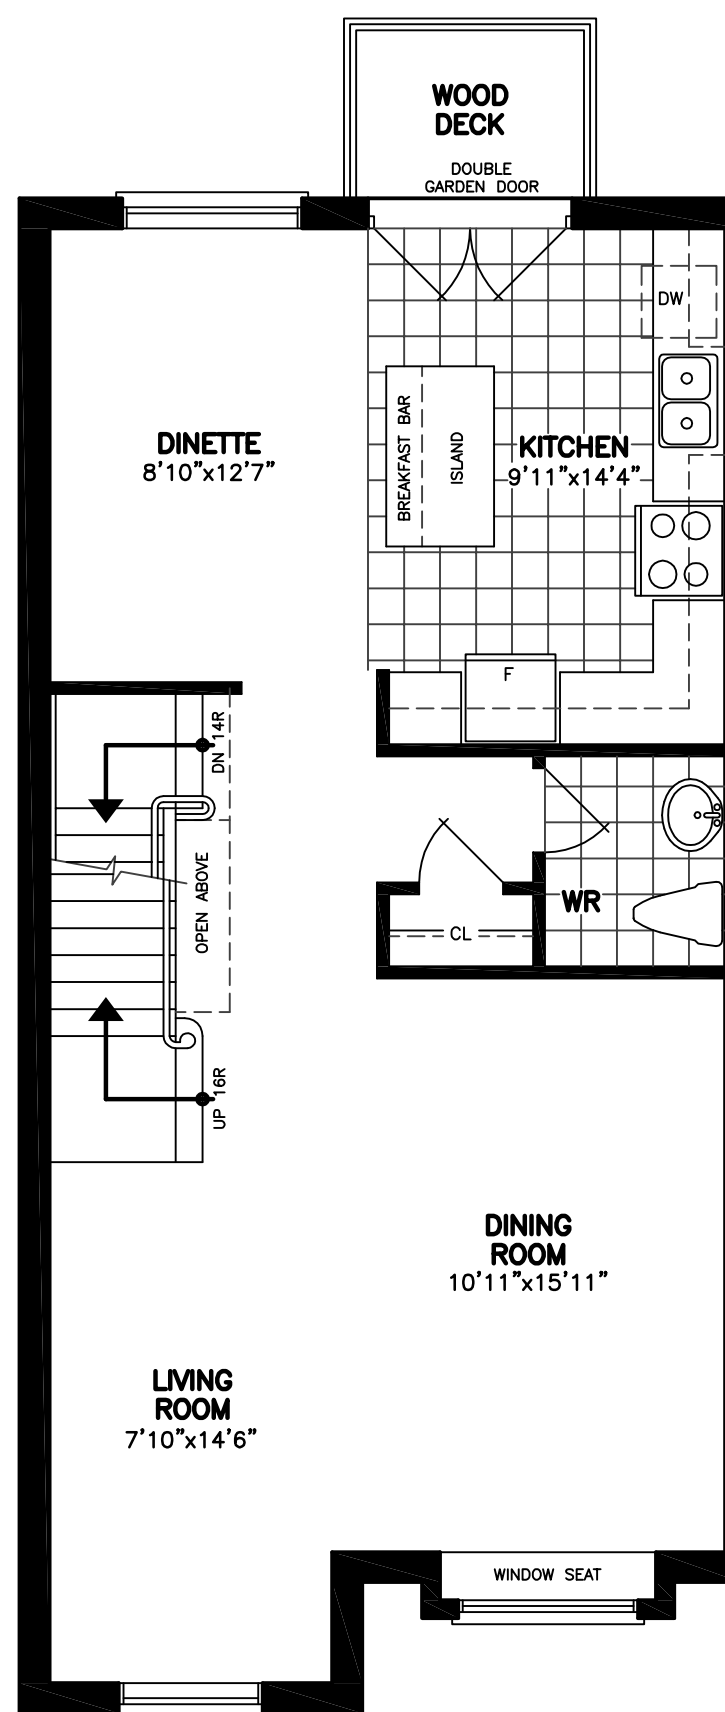 WOOD
DECK
DOUBLE
GARDEN DOOR
DW
DINETTE
8'10"x12'7"
BREAKFAST BAR
ISLAND
KITCHEN
9'11"x14'4"
F
DN 14R
OPEN ABOVE
WR
CL
UP 16R
DINING
ROOM
10'11"x15'11"
LIVING
ROOM
7'10"x14'6"
WINDOW SEAT